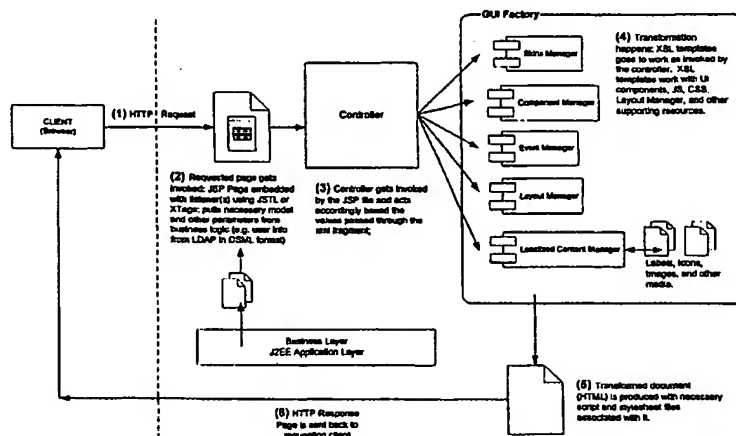 GUI Factory
Skins Manager
Component Manager
Event Manager
Layout Manager
Localized Content Manager
(4) Transformation
happens: XSL templates
goes to work as invoked by
the controller. XSL
templates work with UI
components, JS, CSS,
Layout Manager, and other
supporting resources.
Labels, icons,
images, and other
media.
CLIENT
(Browser)
(1) HTTP Request
Controller
(2) Requested page gets
invoked: JSP Page embedded
with listener(s) using JSTL or
XTags; pulls necessary model
and other parameters from
business logic (e.g. user info
from LDAP in DSML format)
(3) Controller gets invoked
by the JSP file and acts
accordingly based the
values passed through the
xml fragment;
Business Layer
J2EE Application Layer
(5) Transformed document
(HTML) is produced with necessary
script and stylesheet files
associated with it.
(6) HTTP Response
Page is sent back to
requesting client